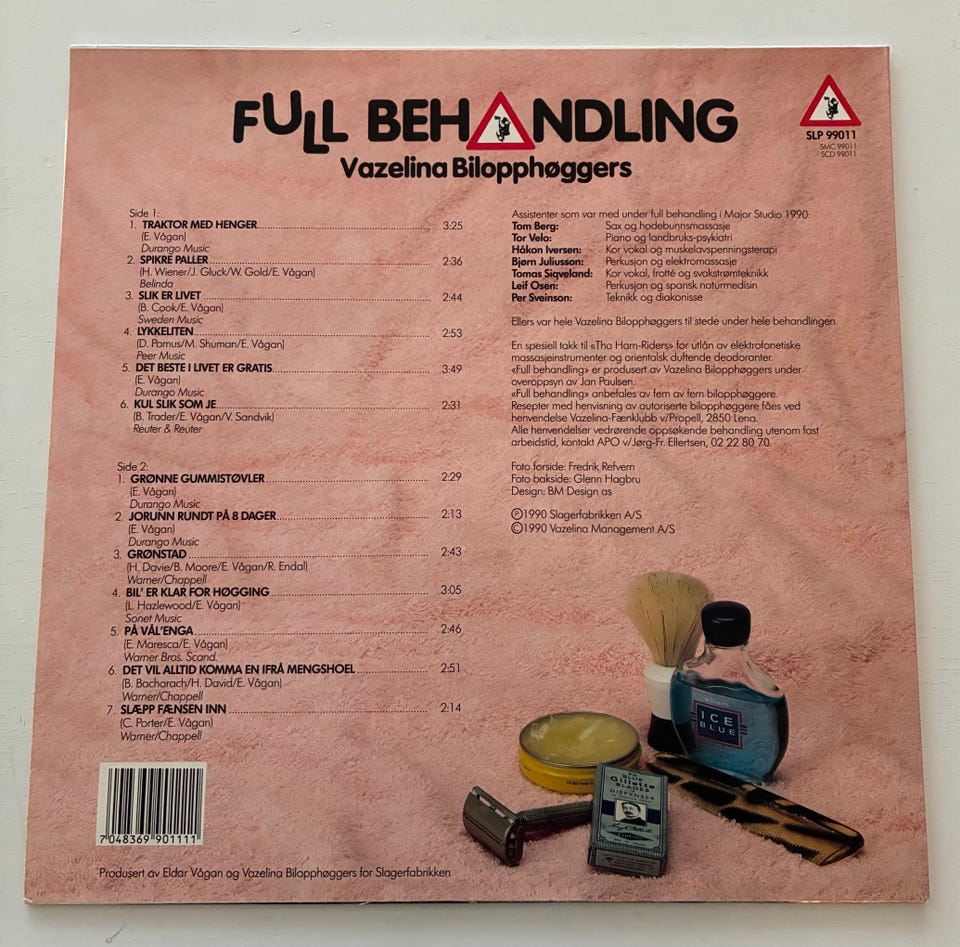 FULL BEHANDLING
Vazelina Bilopphøggers
SLP 99011
SMC 99011
SCD 99011
Side 1:
1. TRAKTOR MED HENGER 3:25
(E. Vågan)
Durango Music
2. SPIKRE PALLER 2:36
(H. Wiener/J. Gluck/W. Gold/E. Vågan)
Belinda
3. SLIK ER LIVET 2:44
(B. Cook/E. Vågan)
Sweden Music
4. LYKKELITEN 2:53
(D. Pomus/M. Shuman/E. Vågan)
Peer Music
5. DET BESTE I LIVET ER GRATIS 3:49
(E. Vågan)
Durango Music
6. KUL SLIK SOM JE 2:31
(B. Trader/E. Vågan/V. Sandvik)
Reuter & Reuter
Side 2:
1. GRØNNE GUMMISTØVLER 2:29
(E. Vågan)
Durango Music
2. JORUNN RUNDT PÅ 8 DAGER 2:13
(E. Vågan)
Durango Music
3. GRØNSTAD 2:43
(H. Davie/B. Moore/E. Vågan/R. Endal)
Warner/Chappell
4. BIL' ER KLAR FOR HØGGING 3:05
(L. Hazlewood/E. Vågan)
Sonet Music
5. PÅ VÅL'ENGA 2:46
(E. Maresca/E. Vågan)
Warner Bros. Scand.
6. DET VIL ALLTID KOMMA EN IFRÅ MENGSHOEL 2:51
(B. Bacharach/H. David/E. Vågan)
Warner/Chappell
7. SLÆPP FÆNSEN INN 2:14
(C. Porter/E. Vågan)
Warner/Chappell
Assistenter som var med under full behandling i Major Studio 1990:
Tom Berg: Sax og hodebunnsmassasje
Tor Velo: Piano og landbruks-psykiatri
Håkon Iversen: Kor vokal og muskelavspenningsterapi
Bjørn Juliusson: Perkusjon og elektromassasje
Tomas Siqveland: Kor vokal, frotté og svakstrømteknikk
Leif Osen: Perkusjon og spansk naturmedisin
Per Sveinson: Teknikk og diakonisse
Ellers var hele Vazelina Bilopphøggers til stede under hele behandlingen.
En spesiell takk til «Tha Ham-Riders» for utlån av elektrofonetiske
massasjeinstrumenter og orientalsk duftende deodoranter.
«Full behandling» er produsert av Vazelina Bilopphøggers under
overoppsyn av Jan Paulsen.
«Full behandling» anbefales av fem av fem bilopphøggere.
Resepter med henvisning av autoriserte bilopphøggere fåes ved
henvendelse Vazelina-Fænklubb v/Propell, 2850 Lena.
Alle henvendelser vedrørende oppsøkende behandling utenom fast
arbeidstid, kontakt APO v/Jørg-Fr. Ellertsen, 02 22 80 70.
Foto forside: Fredrik Refvem
Foto bakside: Glenn Hagbru
Design: BM Design as
℗1990 Slagerfabrikken A/S
©1990 Vazelina Management A/S
ICE
BLUE
BLUE
Gillette
BLADES
DISPENSER
7 048369 901111
Produsert av Eldar Vågan og Vazelina Bilopphøggers for Slagerfabrikken